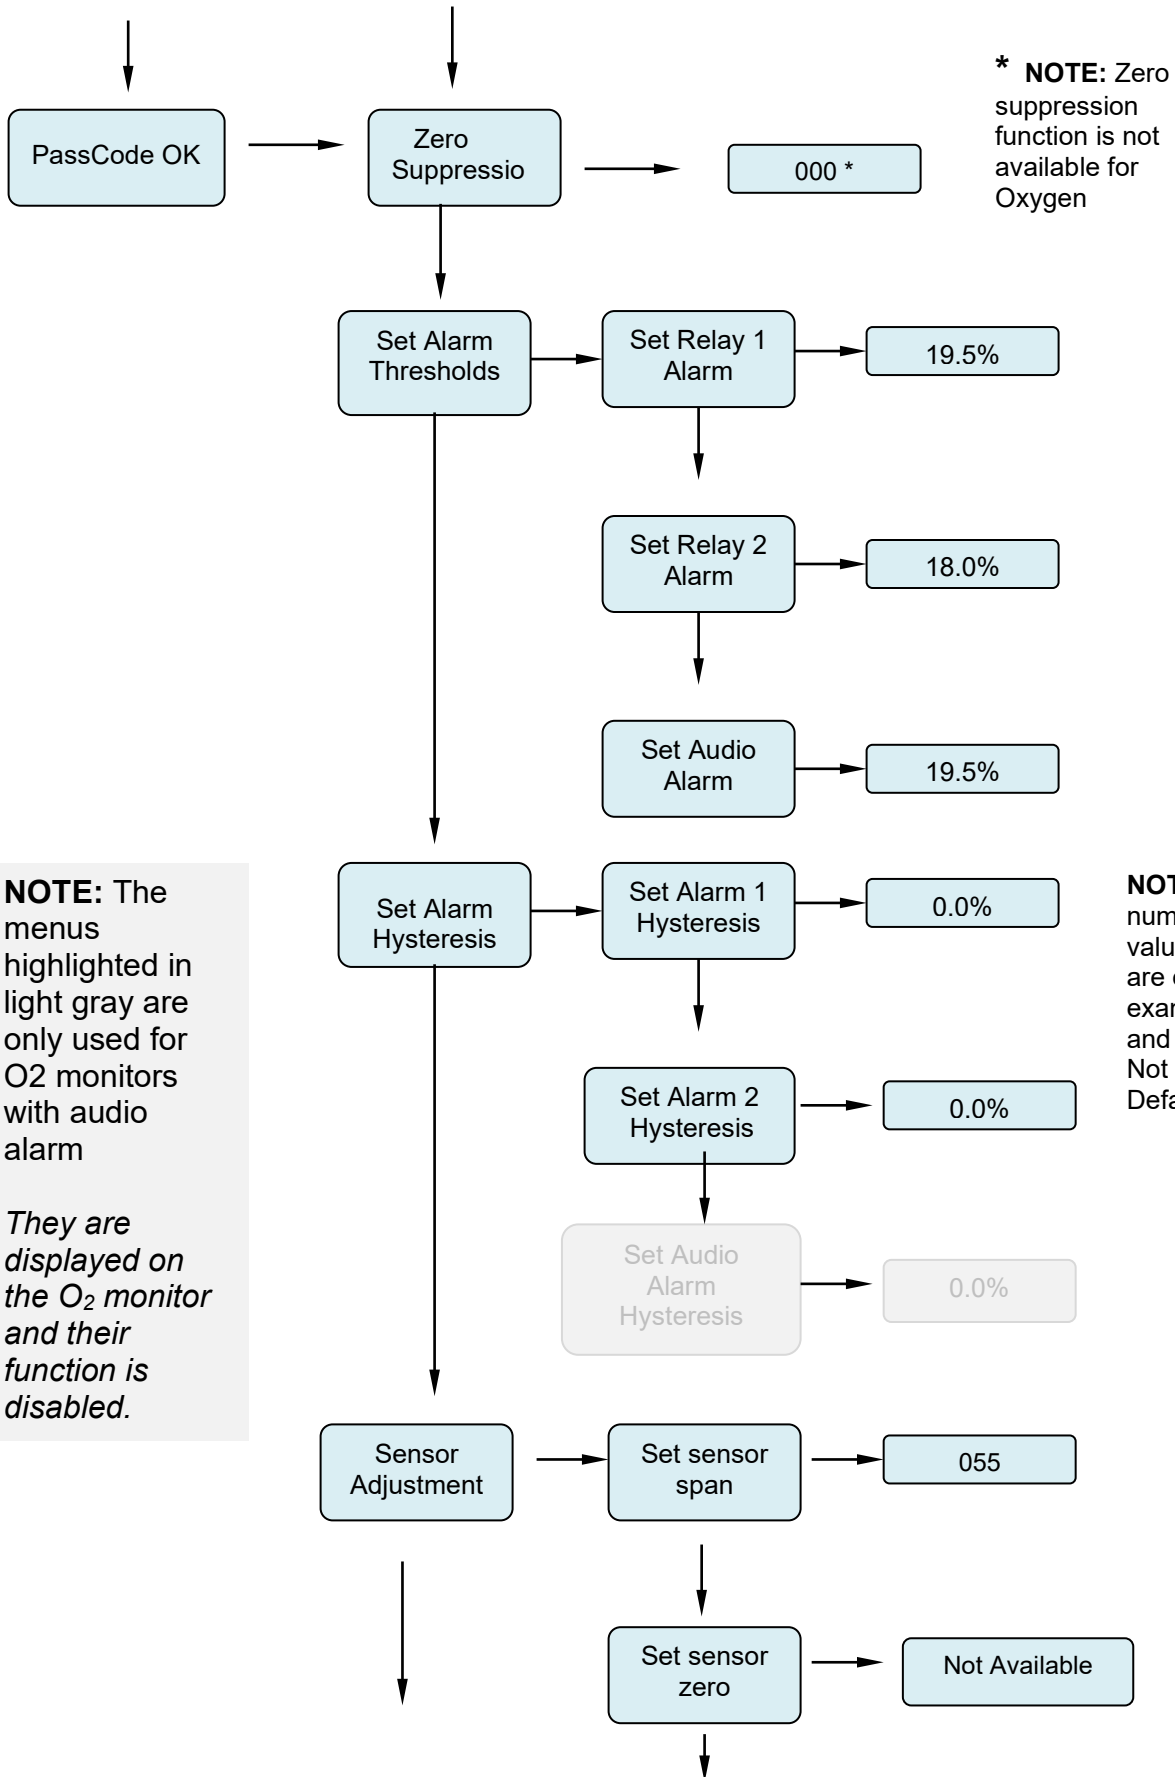 * NOTE: Zero
suppression
function is not
available for
Oxygen
PassCode OK
Zero
Suppressio
000 *
Set Alarm
Thresholds
Set Relay 1
Alarm
19.5%
Set Relay 2
Alarm
18.0%
Set Audio
Alarm
19.5%
NOTE: The
menus
highlighted in
light gray are
only used for
O2 monitors
with audio
alarm
They are
displayed on
the O2 monitor
and their
function is
disabled.
Set Alarm
Hysteresis
Set Alarm 1
Hysteresis
0.0%
and
Not
Set Alarm 2
Hysteresis
0.0%
Set Audio
Alarm
Hysteresis
0.0%
Sensor
Adjustment
Set sensor
span
055
Set sensor
zero
Not Available